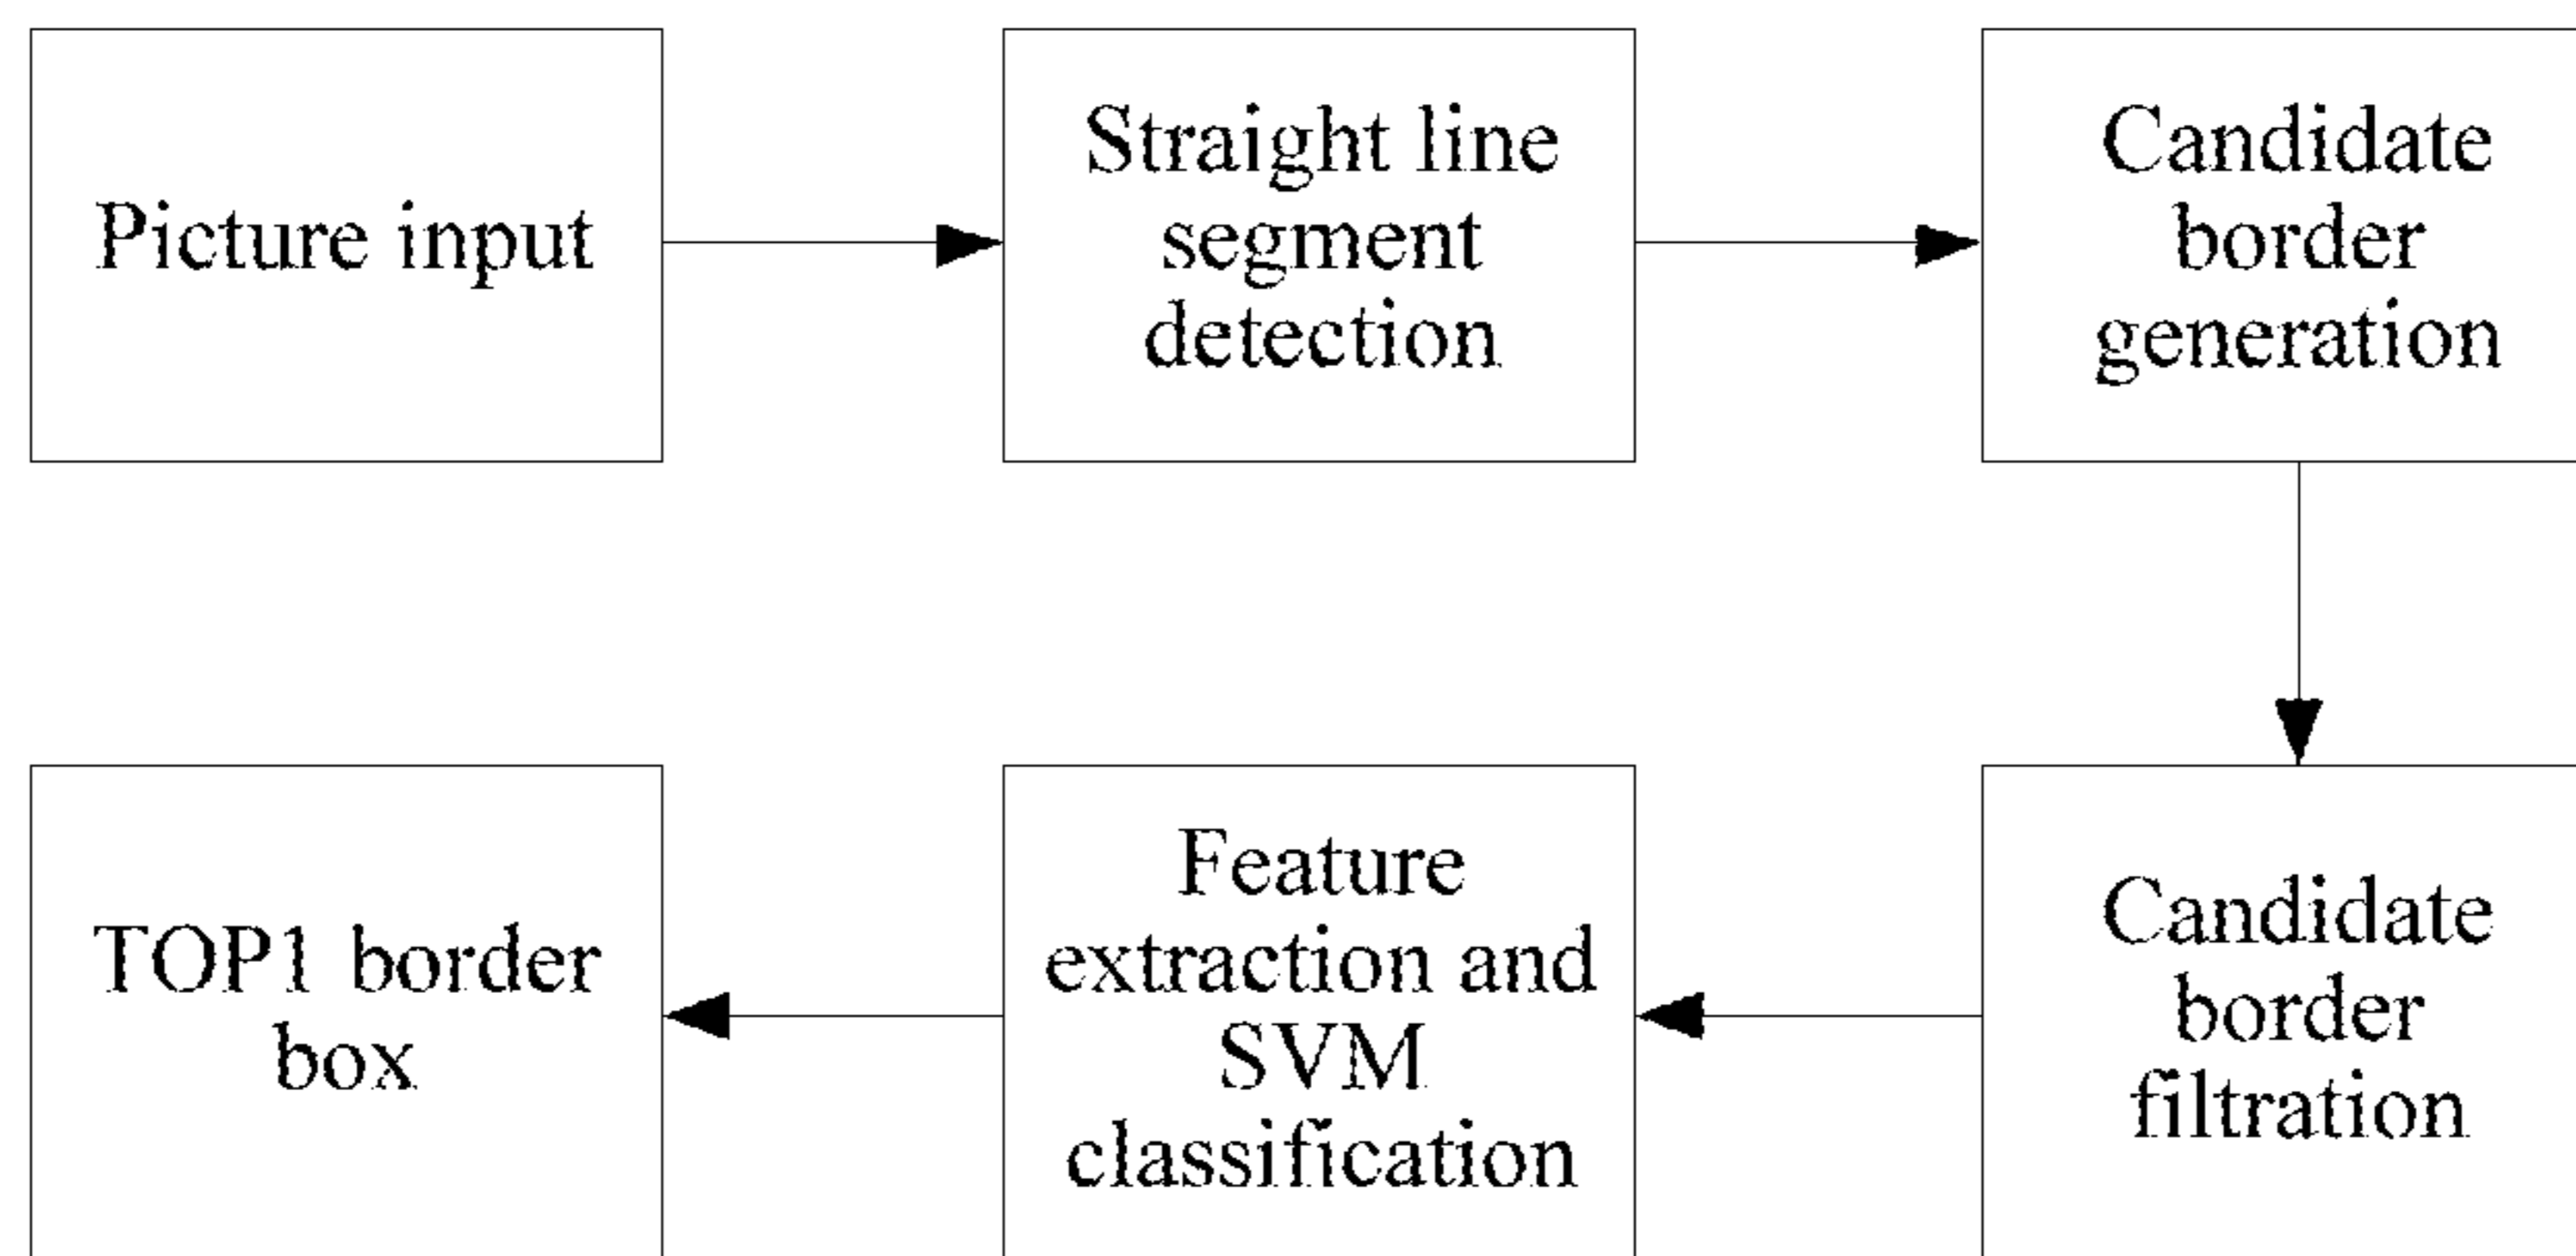 Picture input
Straight line
segment
detection
Candidate
border
generation
Candidate
border
filtration
Feature
extraction and
SVM
classification
TOP1 border
box